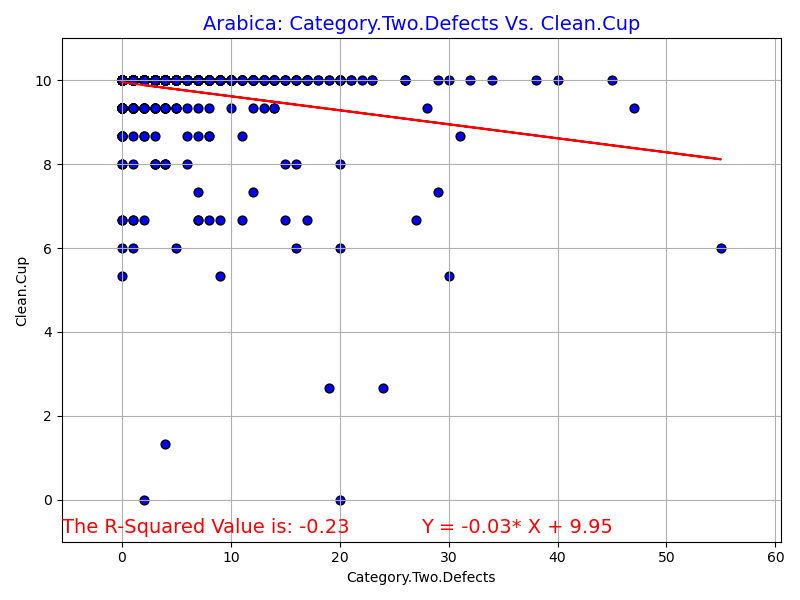 Arabica: Category.Two.Defects Vs. Clean.Cup
Clean.Cup
10
8
6
4
2
0
The R-Squared Value is: -0.23 Y = -0.03* X + 9.95
0 10 20 30 40 50 60
Category.Two.Defects